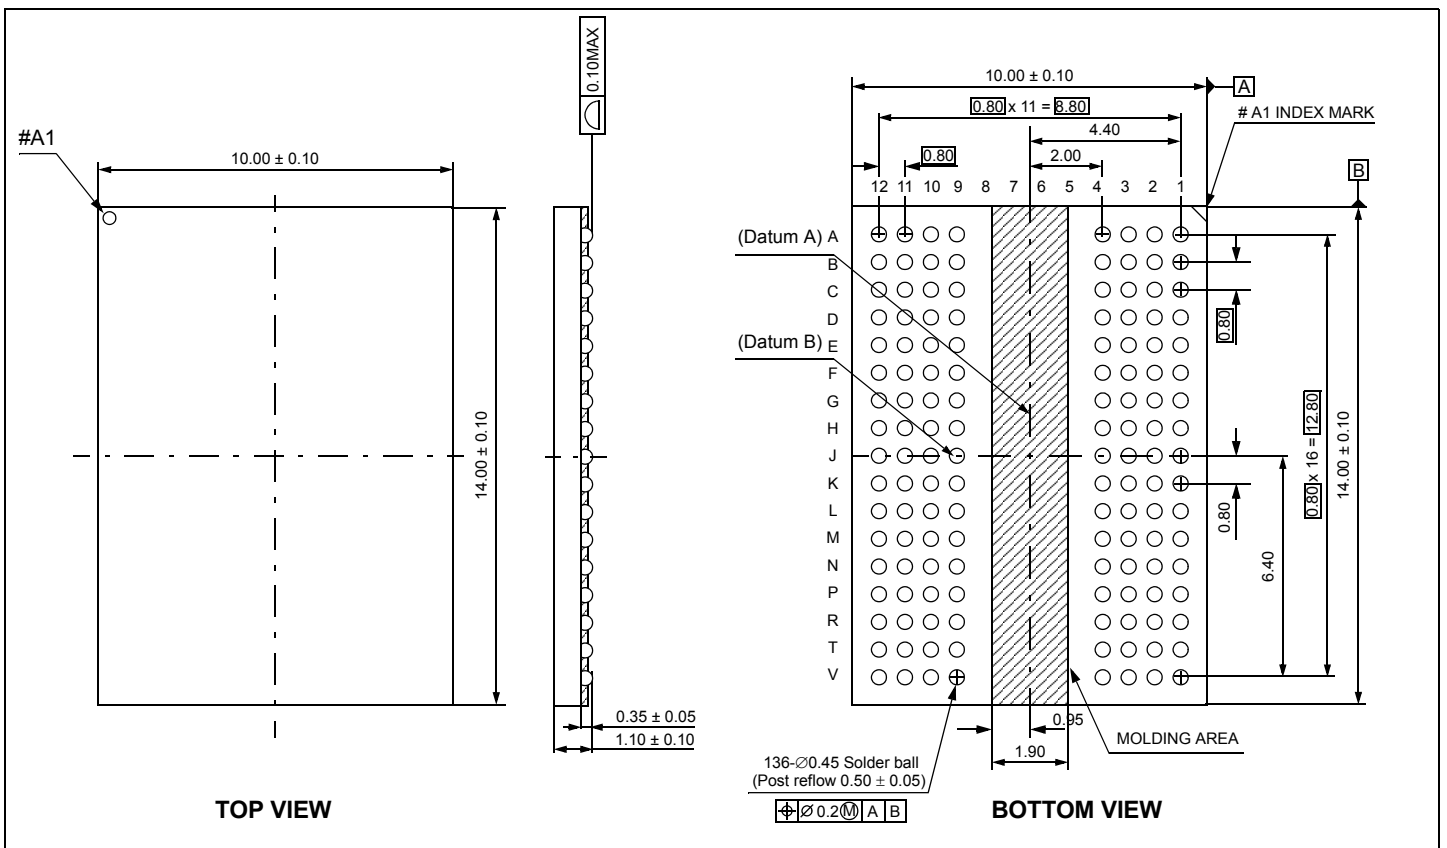 #A1
10.00 ± 0.10
14.00 ± 0.10
TOP VIEW
0.10MAX
0.35 ± 0.05
1.10 ± 0.10
10.00 ± 0.10
A
0.80 x 11 = 8.80
# A1 INDEX MARK
4.40
0.80
2.00
B
12 11 10 9 8 7 6 5 4 3 2 1
(Datum A)
A
B
C
D
(Datum B)
E
F
G
H
J
K
L
M
N
P
R
T
V
0.80
0.80 x 16 = 12.80
14.00 ± 0.10
0.80
6.40
0.95
1.90
MOLDING AREA
136-∅0.45 Solder ball
(Post reflow 0.50 ± 0.05)
⌖ ∅ 0.2Ⓜ A B
BOTTOM VIEW